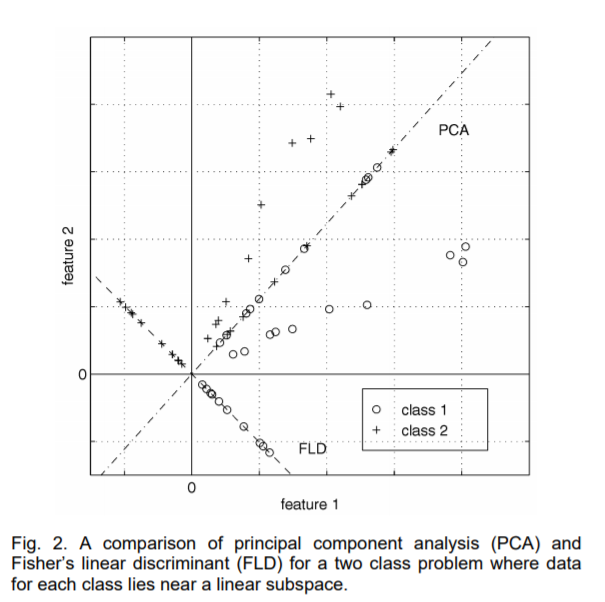 PCA
feature 2
0
class 1
class 2
FLD
0
feature 1
Fig. 2. A comparison of principal component analysis (PCA) and
Fisher's linear discriminant (FLD) for a two class problem where data
for each class lies near a linear subspace.